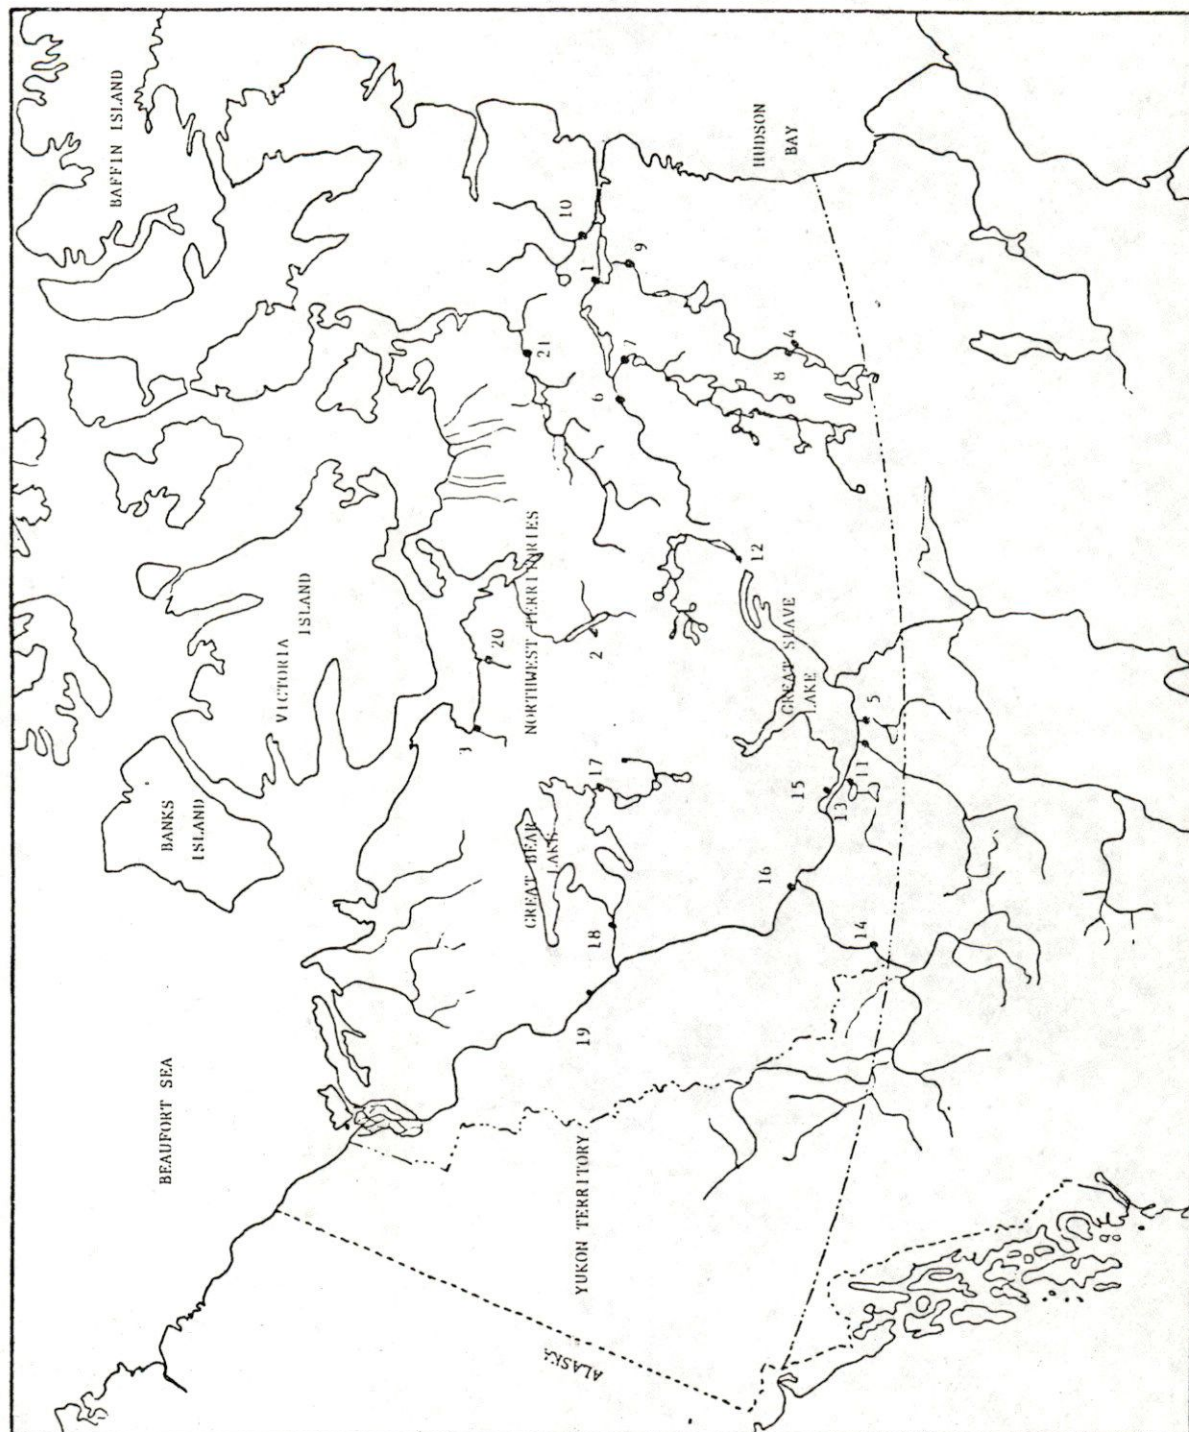 BAFFIN ISLAND
HUDSON
BAY
10
9
1
4
21
7
8
6
12
VICTORIA
ISLAND
NORTHWEST TERRITORIES
20
2
GREAT SLAVE
LAKE
5
3
BANKS
ISLAND
17
11
15
13
GREAT BEAR
LAKE
16
18
14
19
BEAUFORT SEA
YUKON TERRITORY
ALASKA